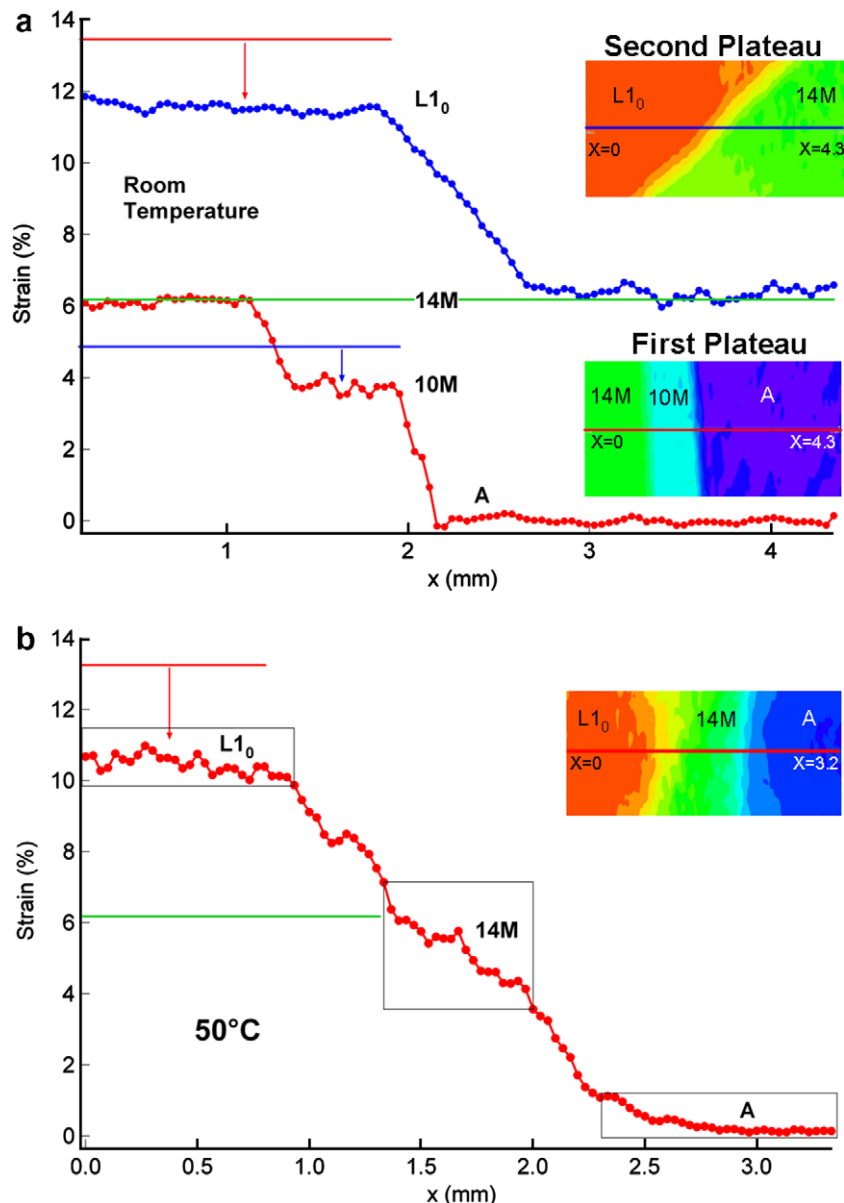 a
14
12
10
8
6
4
2
0
Strain (%)
L1₀
Room
Temperature
14M
10M
A
Second Plateau
L1₀
14M
X=0
X=4.3
First Plateau
14M
10M
A
X=0
X=4.3
1
2
3
4
x (mm)
b
14
12
10
8
6
4
2
0
Strain (%)
L1₀
14M
A
50°C
L1₀
14M
A
X=0
X=3.2
0.0
0.5
1.0
1.5
2.0
2.5
3.0
x (mm)